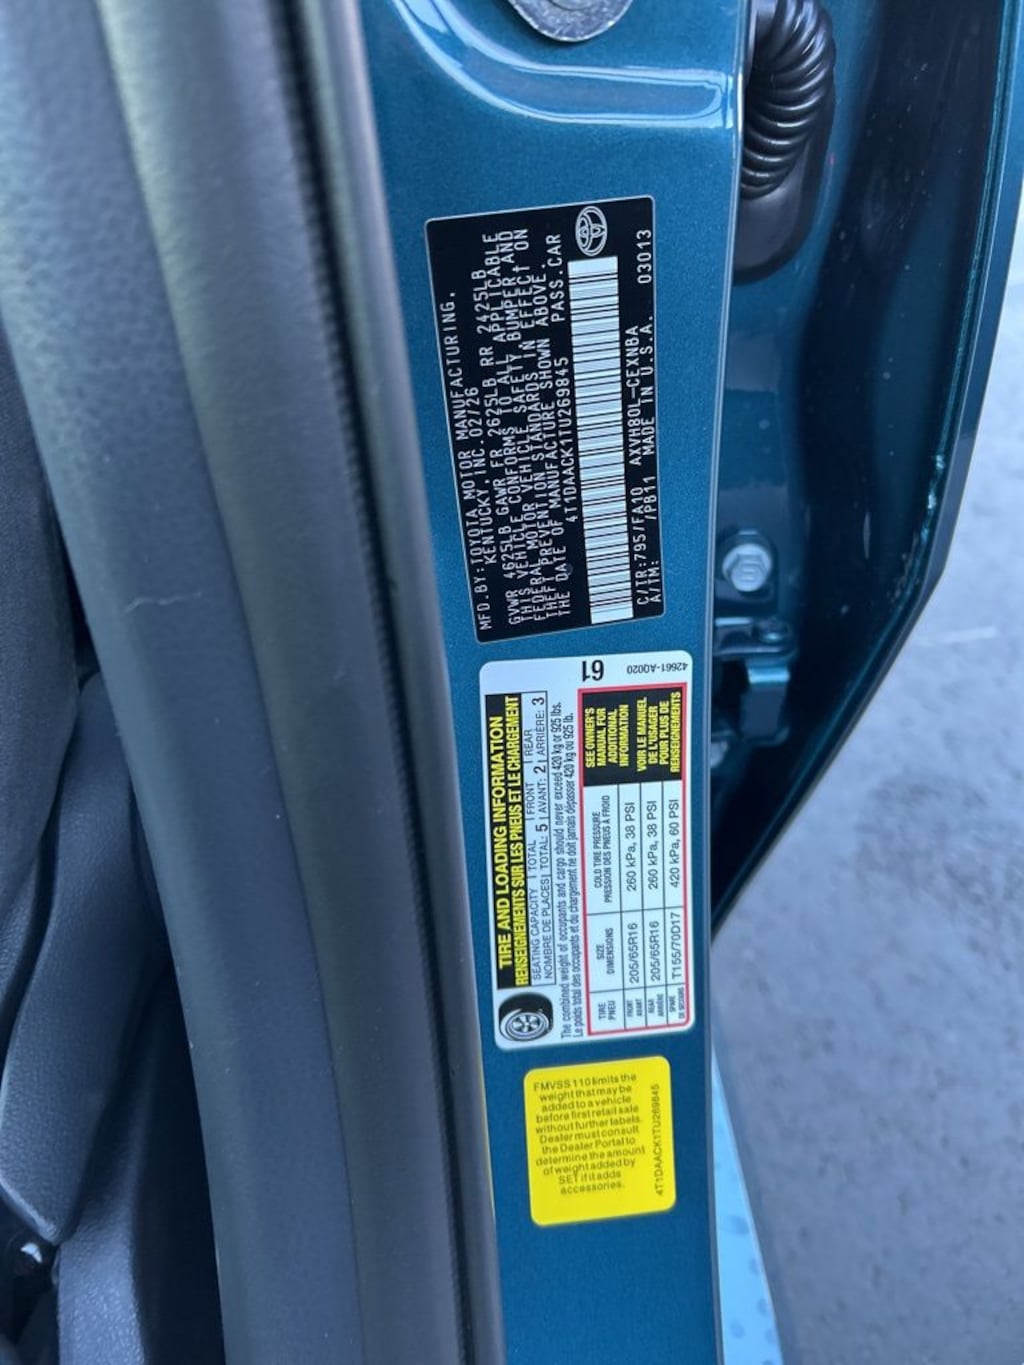 MFD.BY:TOYOTA MOTOR MANUFACTURING,
KENTUCKY,INC. 02/26
GVWR 4625LB GAWR FR 2625LB RR 2425LB
THIS VEHICLE CONFORMS TO ALL APPLICABLE
FEDERAL MOTOR VEHICLE SAFETY BUMPER,AND
THEFT PREVENTION STANDARDS IN EFFECT ON
THE DATE OF MANUFACTURE SHOWN ABOVE.
4T1DAACK1TU269845 PASS.CAR
C/TR:795/FA10 AXVH80L-CEXNBA
A/TM: /PB11 MADE IN U.S.A. 03013
TIRE AND LOADING INFORMATION
RENSEIGNEMENTS SUR LES PNEUS ET LE CHARGEMENT
SEATING CAPACITY TOTAL FRONT REAR
NOMBRE DE PLACES TOTAL: 5 AVANT: 2 ARRIÈRE: 3
The combined weight of occupants and cargo should never exceed 420 kg or 925 lbs.
Le poids total des occupants et du chargement ne doit jamais dépasser 420 kg ou 925 lb.
TIRE SIZE COLD TIRE PRESSURE
PNEU DIMENSIONS PRESSION DES PNEUS À FROID
FRONT
AVANT 205/65R16 260 kPa, 38 PSI
REAR
ARRIÈRE 205/65R16 260 kPa, 38 PSI
SPARE
DE SECOURS T155/70D17 420 kPa, 60 PSI
SEE OWNER'S
MANUAL FOR
ADDITIONAL
INFORMATION
VOIR LE MANUEL
DE L'USAGER
POUR PLUS DE
RENSEIGNEMENTS
61
42661-AQ020
FMVSS 110 limits the
weight that may be
added to a vehicle
before first retail sale
without further labels.
Dealer must consult
the Dealer Portal to
determine the amount
of weight added by
SET if it adds
accessories.
4T1DAACK1TU269845